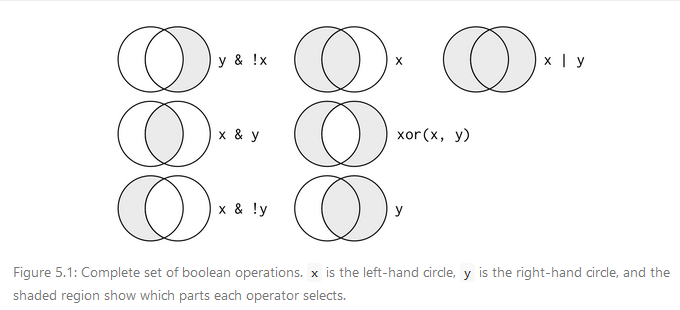 y & !x
x
x | y
x & y
xor(x, y)
x & !y
y
Figure 5.1: Complete set of boolean operations. x is the left-hand circle, y is the right-hand circle, and the
shaded region show which parts each operator selects.